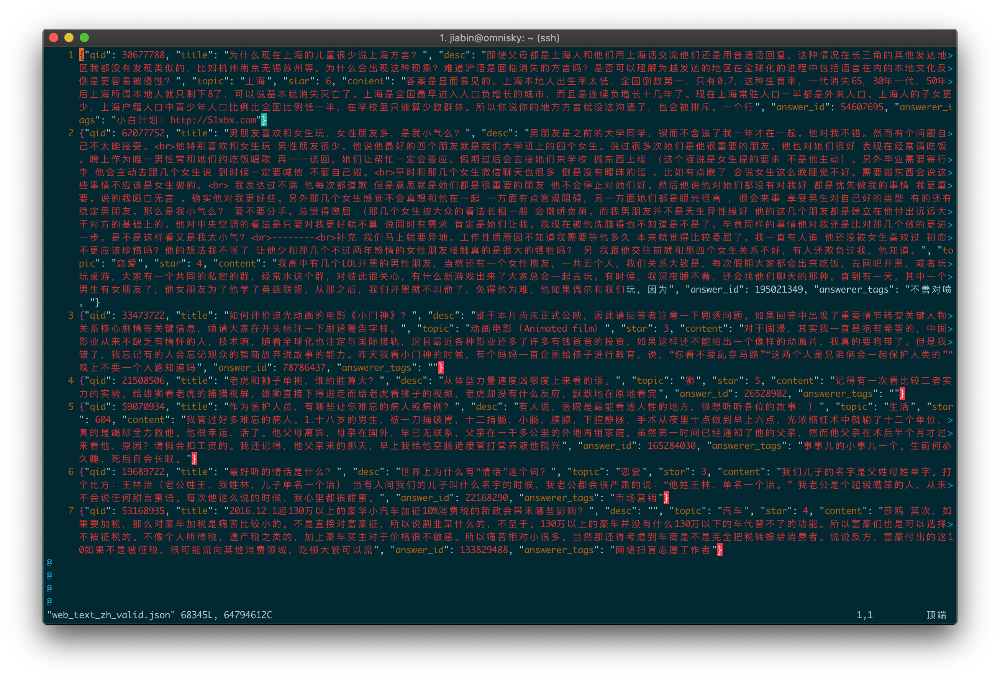 1. jiabin@omnisky: ~ (ssh)
1 {"qid": 30677788, "title": "为什么现在上海的儿童很少说上海方言？", "desc": "即使父母都是上海人和他们用上海话交流他们还是用普通话回复。这种情况在长三角的其他发达地>
区我都没有发现类似的，比如杭州南京无锡苏州等。为什么会出现这种现象？难道沪语是面临消失的方言吗？是否可以理解为越发达的地区在全球化的进程中包括语言在内的本地文化反>
倒是更容易被侵蚀？", "topic": "上海", "star": 6, "content": "答案是显而易见的。上海本地人出生率太低，全国倒数第一，只有0.7，这种生育率，一代消失65，30年一代，50年>
后上海所谓本地人就只剩下8了，可以说基本就消失灭亡了。上海是全国最早进入人口负增长的城市，而且是连续负增长十几年了。现在上海常驻人口一半都是外来人口。上海人的子女更
少，上海户籍人口中青少年人口比例比全国比例低一半，在学校里只能算少数群体。所以你说你的地方方言就没法沟通了，也会被排斥。一个行", "answer_id": 54607695, "answerer_t
ags": "小白计划：http://51xbx.com"}
2 {"qid": 62077752, "title": "男朋友喜欢和女生玩，女性朋友多，是我小气么？", "desc": "男朋友是之前的大学同学，锲而不舍追了我一年才在一起。他对我不错。然而有个问题自>
己不太能接受。<br>他特别喜欢和女生玩 男性朋友很少。他说他最好的四个朋友就是我们大学班上的四个女生。说过很多次她们是他很重要的朋友。他也对她们很好 表现在经常请吃饭
。晚上作为唯一男性常和她们约吃饭唱歌 再一一送回。她们让帮忙一定会答应。假期过后会去接她们来学校 搬东西上楼 （这个据说是女生提的要求 不是他主动）。另外毕业需要寄行>
李 他会主动去跟几个女生说 到时候一定要喊他 不要自己搬。<br>平时和那几个女生微信聊天也很多 倒是没有暧昧的话 。比如有点晚了 会说女生这么晚睡觉不好。需要搬东西会说这>
些事情不应该是女生做的。<br> 我表达过不满 他每次都道歉 但是意思就是她们都是很重要的朋友 他不会停止对她们好。然后他说他对她们都没有对我好 都是优先做我的事情 我更重>
要。说的我哑口无言 。确实他对我更好些。另外那几个女生感觉不会真想和他在一起 一方面有点客观阻碍，另一方面她们都是眼光很高 ，很会来事 享受男生对自己好的类型 有的还有
稳定男朋友。那么是我小气么？ 要不要分手。总觉得憋屈 （那几个女生按大众的看法长相一般 会撒娇卖萌。而我男朋友并不是天生异性缘好 他的这几个朋友都是建立在他付出远远大>
于对方的基础上的。他对中央空调的看法是只要对我更好就不算 说同时有需求 肯定是她们让我。我现在被他洗脑得也不知道是不是了。毕竟同样的事情他对我还是比对那几个做的更进>
一步。是不是这样看又是我太小气？<br>--------<br>补充 我们马上就要异地。工作性质原因不知道我需要等他多久 本来就觉得比较委屈了。我一直有人追 他还没被女生喜欢过 初恋>
不更应该珍惜吗？他的想法我不懂了 让他少和那几个不过两年感情的女性朋友接触真的是很大的牺牲吗？ 另 我跟他交往前就和那四个女生关系不好，有人还欺负过我，他知道。", "to
pic": "恋爱", "star": 4, "content": "我高中有几个LOL开黑的男性朋友，当然还有一个女性撸友，一共五个人，我们关系大致是，每次假期大家都会出来吃饭，去网吧开黑，或者玩>
玩桌游，大家有一个共同的私密的群，经常水这个群，对彼此很关心，有什么新游戏出来了大家总会一起去玩。有时候，我深夜睡不着，还会找他们聊天的那种。直到有一天，其中一个>
男生有女朋友了，他女朋友为了他学了英雄联盟，从那之后，我们开黑就不叫他了，免得他为难，他如果偶尔和我们玩，因为", "answer_id": 195021349, "answerer_tags": "不善对喷
。"}
3 {"qid": 33473722, "title": "如何评价追光动画的电影《小门神》？", "desc": "鉴于本片尚未正式公映，因此请回答者注意一下剧透问题。如果回答中出现了重要情节转变关键人物>
关系核心剧情等关键信息，烦请大家在开头标注一下剧透警告字样。", "topic": "动画电影（Animated film）", "star": 3, "content": "对于国漫，其实我一直是抱有希望的，中国>
影业从来不缺乏有情怀的人，技术嘛，随着全球化也注定与国际接轨，况且最近各种影业还多了许多有钱爸爸的投资，如果这样还不能拍出一个像样的动画片，我真的要狗带了。但是我>
错了，我忘记有的人会忘记观众的智商放弃说故事的能力。昨天我看小门神的时候，有个妈妈一直企图给孩子进行教育，说，“你看不要乱穿马路”“这两个人是兄弟俩会一起保护人类的”“
晚上不要一个人跑知道吗", "answer_id": 78786437, "answerer_tags": ""}
4 {"qid": 21508506, "title": "老虎和狮子单挑，谁的胜算大？", "desc": "从体型力量速度凶狠度上来看的话。", "topic": "狮", "star": 5, "content": "记得有一次看比较二者实
力的实验。给雄狮看老虎的捕猎视屏，雄狮直接下得逃走而给老虎看狮子的视频，老虎却没有什么反应，默默地在原地看完", "answer_id": 26528902, "answerer_tags": ""}
5 {"qid": 59070934, "title": "作为医护人员，有哪些让你难忘的病人或病例？", "desc": "有人说，医院是最能看透人性的地方，很想听听各位的故事：）", "topic": "生活", "star
": 604, "content": "我管过好多难忘的病人。1.十八岁的男生，被一刀捅破胃，十二指肠，小肠，胰腺，下腔静脉，手术从夜里十点做到早上六点，光浓缩红术中就输了十二个单位，>
真的是竭尽全力救他。他很幸运，活了。他父母离异，母亲在国外，早已无联系，父亲在一千多公里的外地再组家庭。虽然第一时间已经通知了他的父亲，然而他父亲在术后半个月才过>
来看他，原因？请假会扣工资的。我还记得，他父亲来的那天，早上我给他空肠造瘘管打营养液他就兴", "answer_id": 165284030, "answerer_tags": "事事儿的小事儿一个。生前何必
久睡，死后自会长眠。"}
6 {"qid": 19689722, "title": "最好听的情话是什么？", "desc": "世界上为什么有“情话”这个词？", "topic": "恋爱", "star": 3, "content": "我们儿子的名字是父姓母姓单字。打
个比方：王林治（老公姓王，我姓林，儿子单名一个治） 当有人问我们的儿子叫什么名字的时候，我老公都会很严肃的说：“他姓王林，单名一个治。” 我老公是个超级嘴笨的人，从来>
不会说任何甜言蜜语。每次他这么说的时候，我心里都很甜蜜。", "answer_id": 22168290, "answerer_tags": "市场营销"}
7 {"qid": 53168935, "title": "2016.12.1起130万以上的豪华小汽车加征10%消费税的新政会带来哪些影响？", "desc": "", "topic": "汽车", "star": 4, "content": "莎鸥 其次，如
果要加税，那么对豪车加税是痛苦比较小的。不是直接对富豪征，所以说割韭菜什么的，不至于。130万以上的豪车并没有什么130万以下的车代替不了的功能。所以富豪们也是可以选择>
不被征税的。不像个人所得税，遗产税之类的，加上豪车买主对于价格很不敏感。所以痛苦相对小很多。当然那还得考虑到车商是不是完全把税转嫁给消费者。说说反方，富豪付出的这1
0如果不是被征税，很可能流向其他消费领域，吃顿大餐可以流", "answer_id": 133829488, "answerer_tags": "网络扫盲志愿工作者"}
@
@
@
@
"web_text_zh_valid.json" 68345L, 64794612C 1,1 顶端